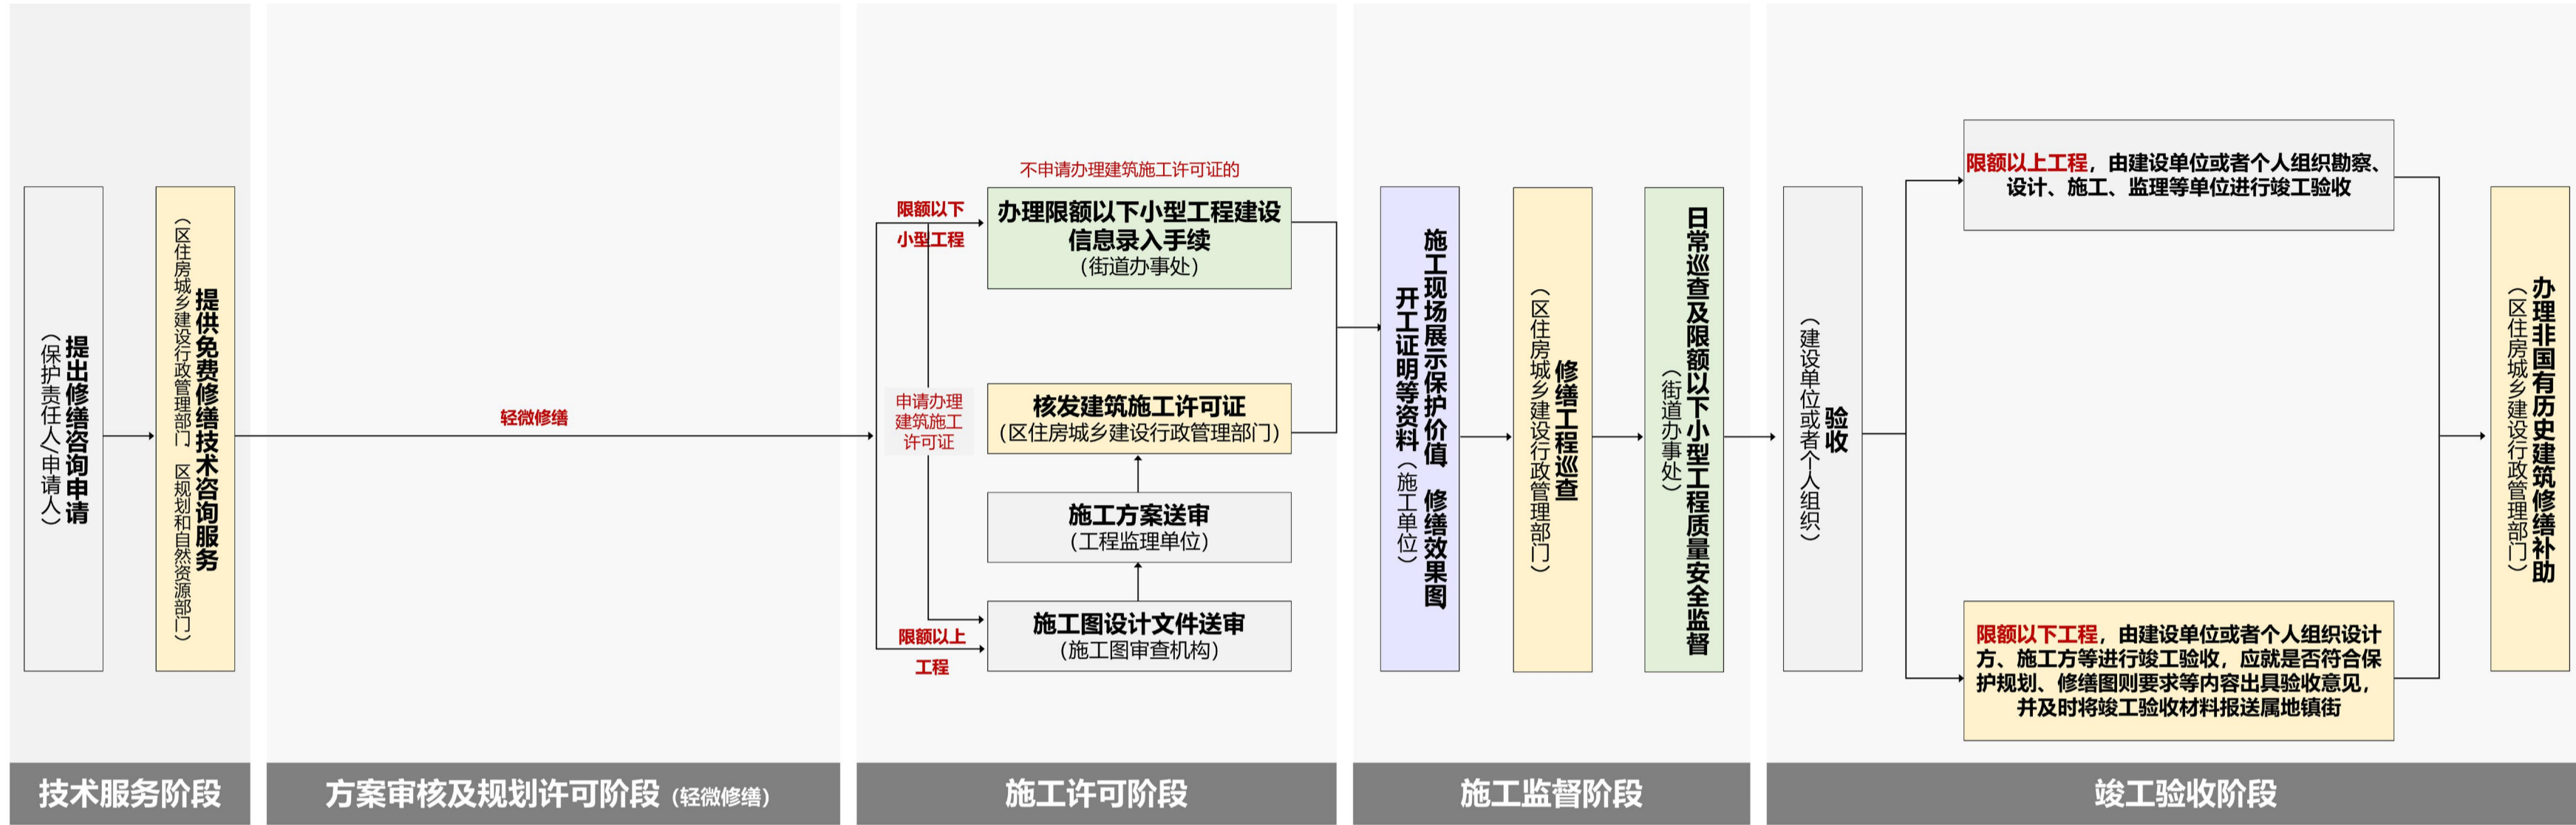 提出修缮咨询申请
（保护责任人/申请人）
提供免费修缮技术咨询服务
（区住房城乡建设行政管理部门 区规划和自然资源部门）
技术服务阶段
轻微修缮
方案审核及规划许可阶段（轻微修缮）
限额以下
小型工程
不申请办理建筑施工许可证的
办理限额以下小型工程建设
信息录入手续
（街道办事处）
申请办理
建筑施工
许可证
核发建筑施工许可证
（区住房城乡建设行政管理部门）
施工方案送审
（工程监理单位）
施工图设计文件送审
（施工图审查机构）
限额以上
工程
施工许可阶段
施工现场展示保护价值 修缮效果图
开工证明等资料（施工单位）
修缮工程巡查
（区住房城乡建设行政管理部门）
日常巡查及限额以下小型工程质量安全监督
（街道办事处）
施工监督阶段
验收
（建设单位或者个人组织）
限额以上工程，由建设单位或者个人组织勘察、
设计、施工、监理等单位进行竣工验收
限额以下工程，由建设单位或者个人组织设计
方、施工方等进行竣工验收，应就是否符合保
护规划、修缮图则要求等内容出具验收意见，
并及时将竣工验收材料报送属地镇街
办理非国有历史建筑修缮补助
（区住房城乡建设行政管理部门）
竣工验收阶段